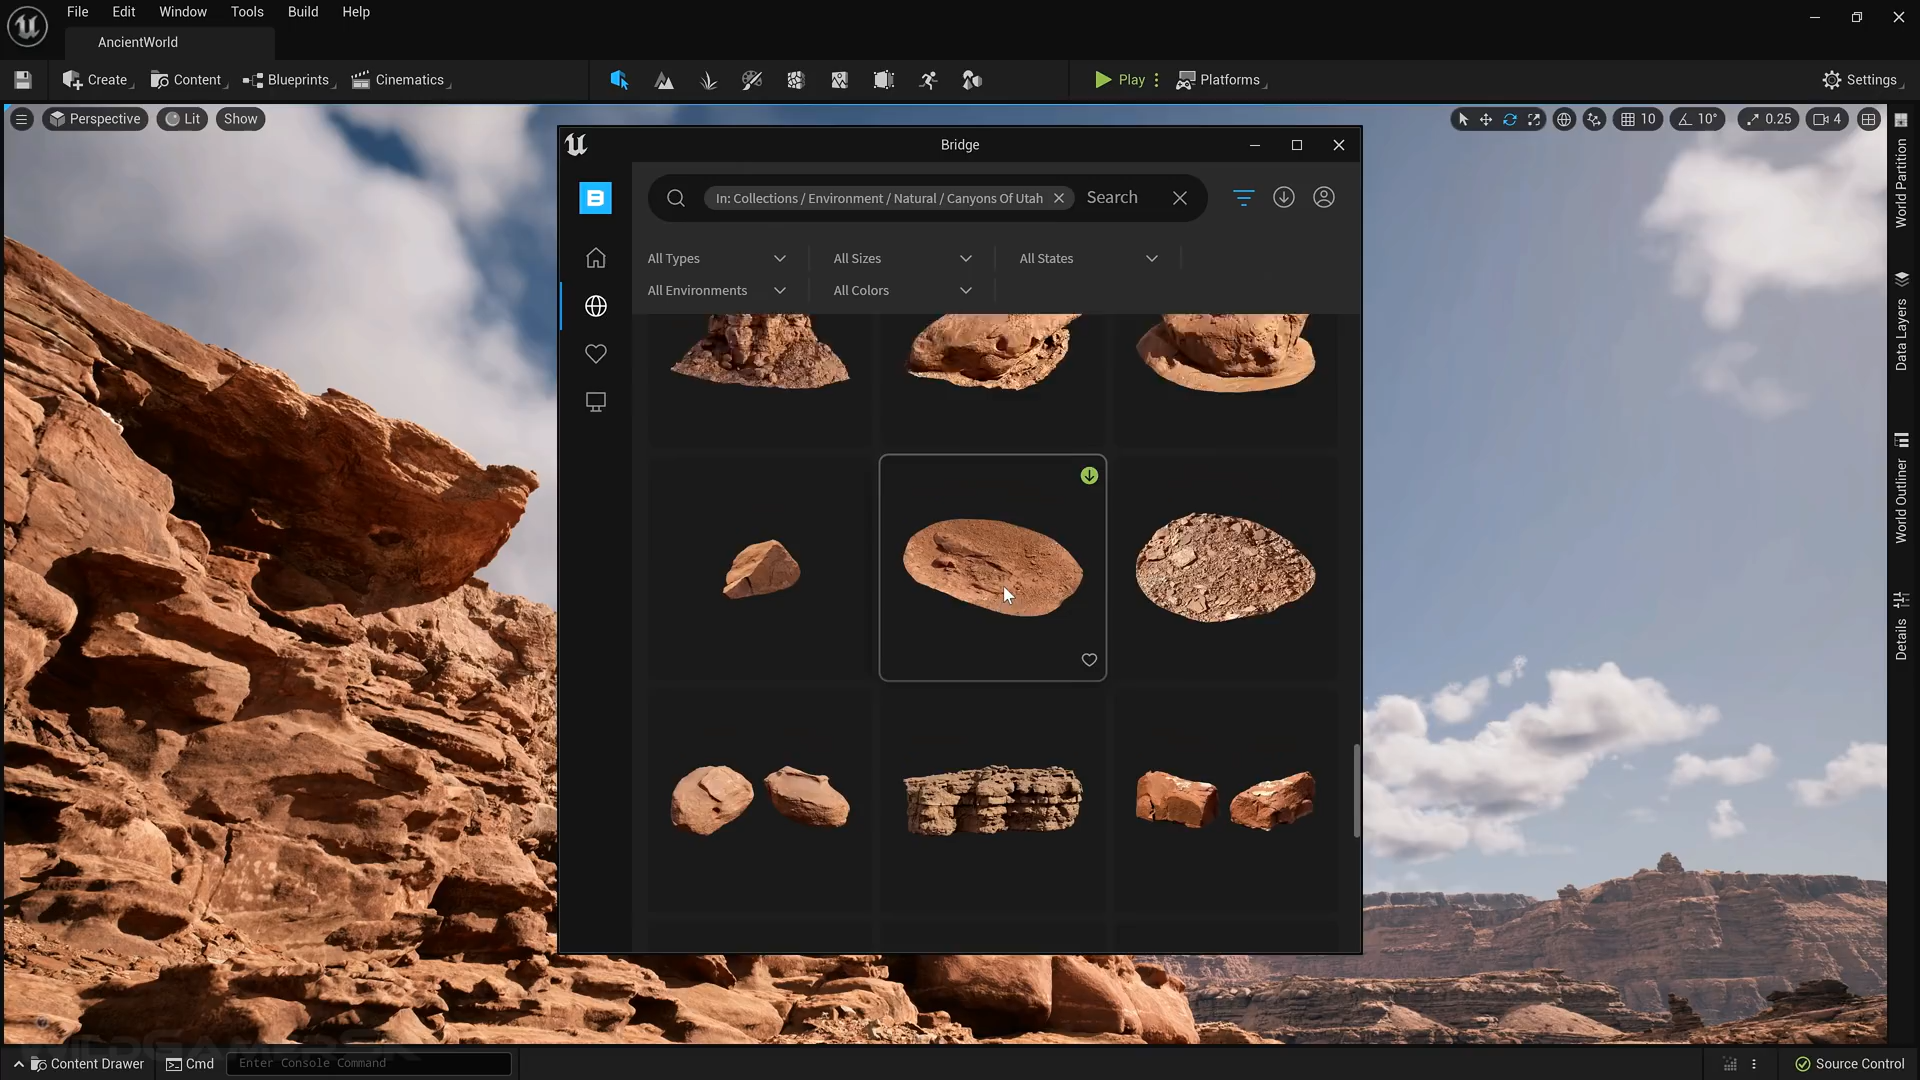 File Edit Window Tools Build Help
AncientWorld
Create Content Blueprints Cinematics Play Platforms Settings
Perspective Lit Show 10 10° 0.25 4
Bridge
In: Collections / Environment / Natural / Canyons Of Utah Search
All Types All Sizes All States
All Environments All Colors
World Partition
Data Layers
World Outliner
Details
Content Drawer Cmd Enter Console Command Source Control